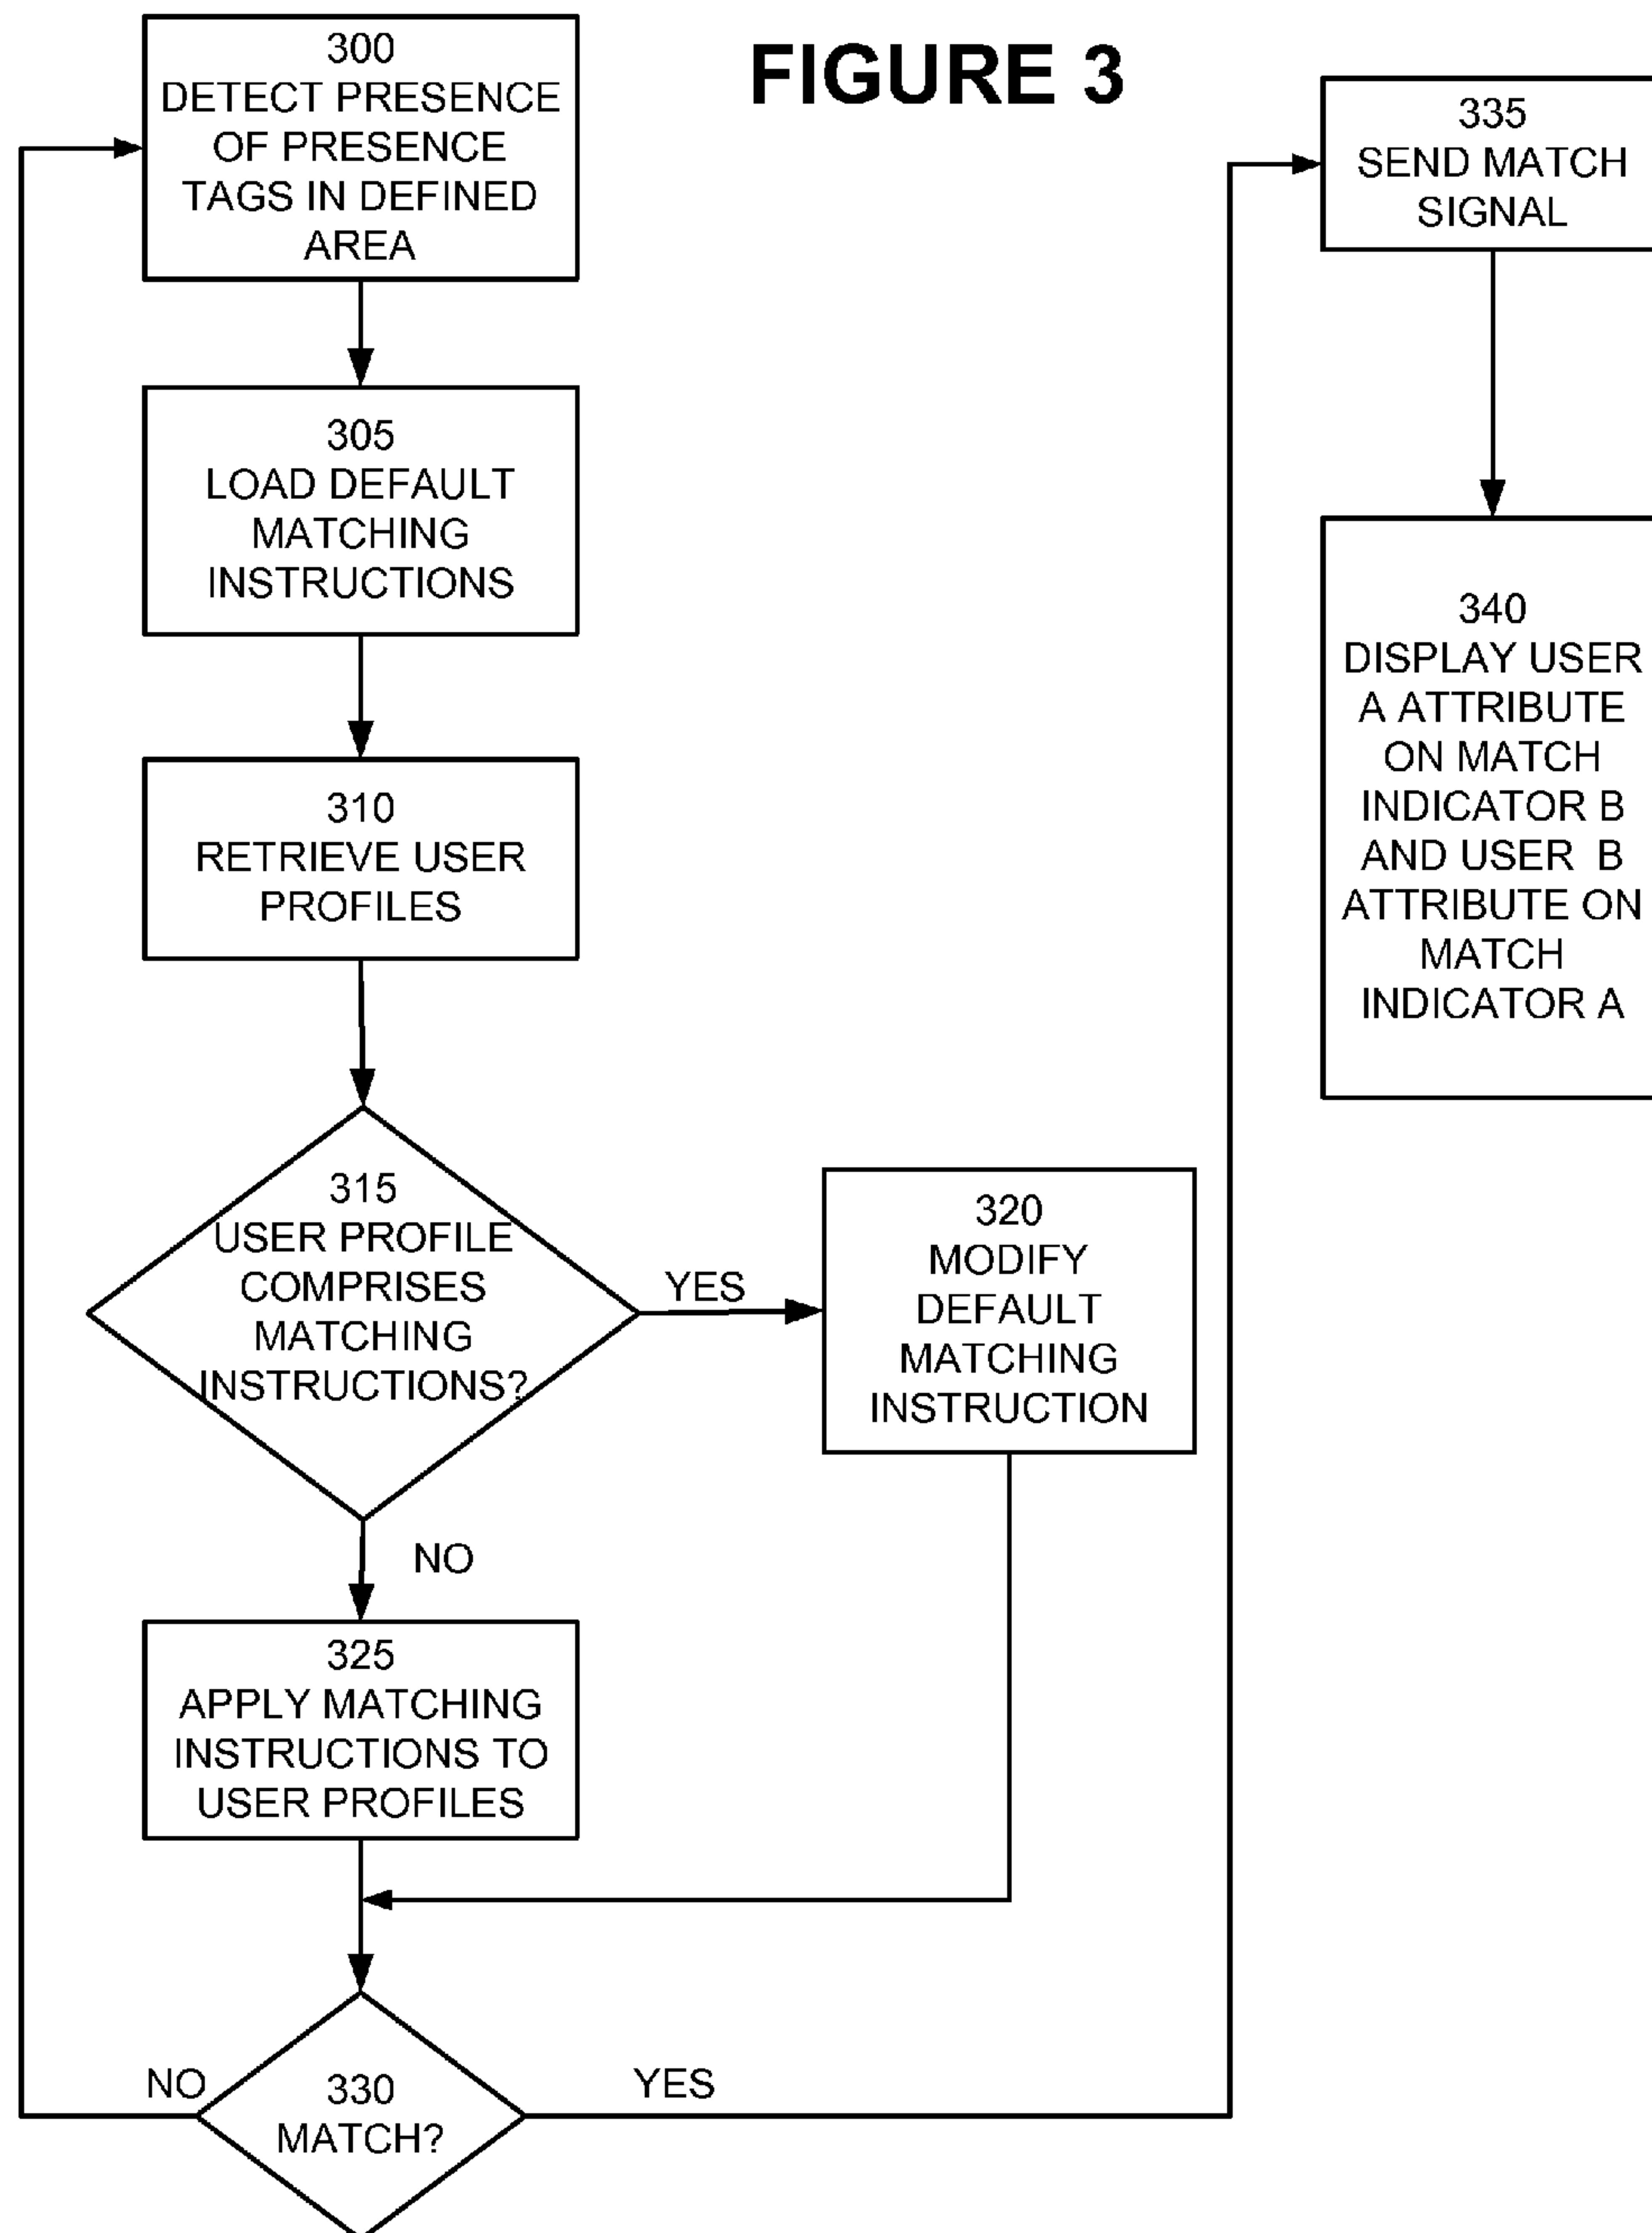 FIGURE 3
300
DETECT PRESENCE
OF PRESENCE
TAGS IN DEFINED
AREA
305
LOAD DEFAULT
MATCHING
INSTRUCTIONS
310
RETRIEVE USER
PROFILES
315
USER PROFILE
COMPRISES
MATCHING
INSTRUCTIONS?
YES
320
MODIFY
DEFAULT
MATCHING
INSTRUCTION
NO
325
APPLY MATCHING
INSTRUCTIONS TO
USER PROFILES
330
MATCH?
NO
YES
335
SEND MATCH
SIGNAL
340
DISPLAY USER
A ATTRIBUTE
ON MATCH
INDICATOR B
AND USER B
ATTRIBUTE ON
MATCH
INDICATOR A